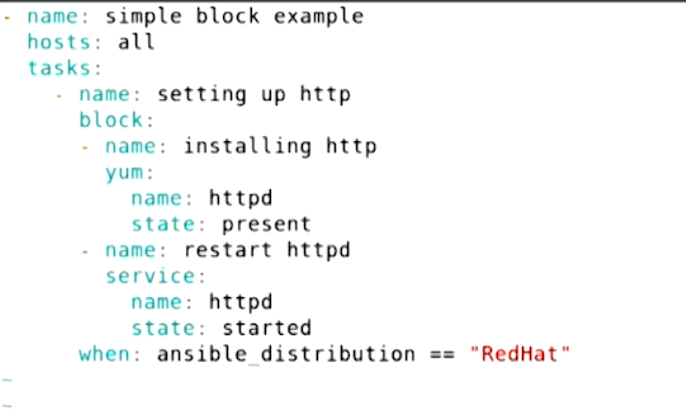 - name: simple block example
  hosts: all
  tasks:
    - name: setting up http
      block:
      - name: installing http
        yum:
          name: httpd
          state: present
      - name: restart httpd
        service:
          name: httpd
          state: started
      when: ansible_distribution == "RedHat"
~
~